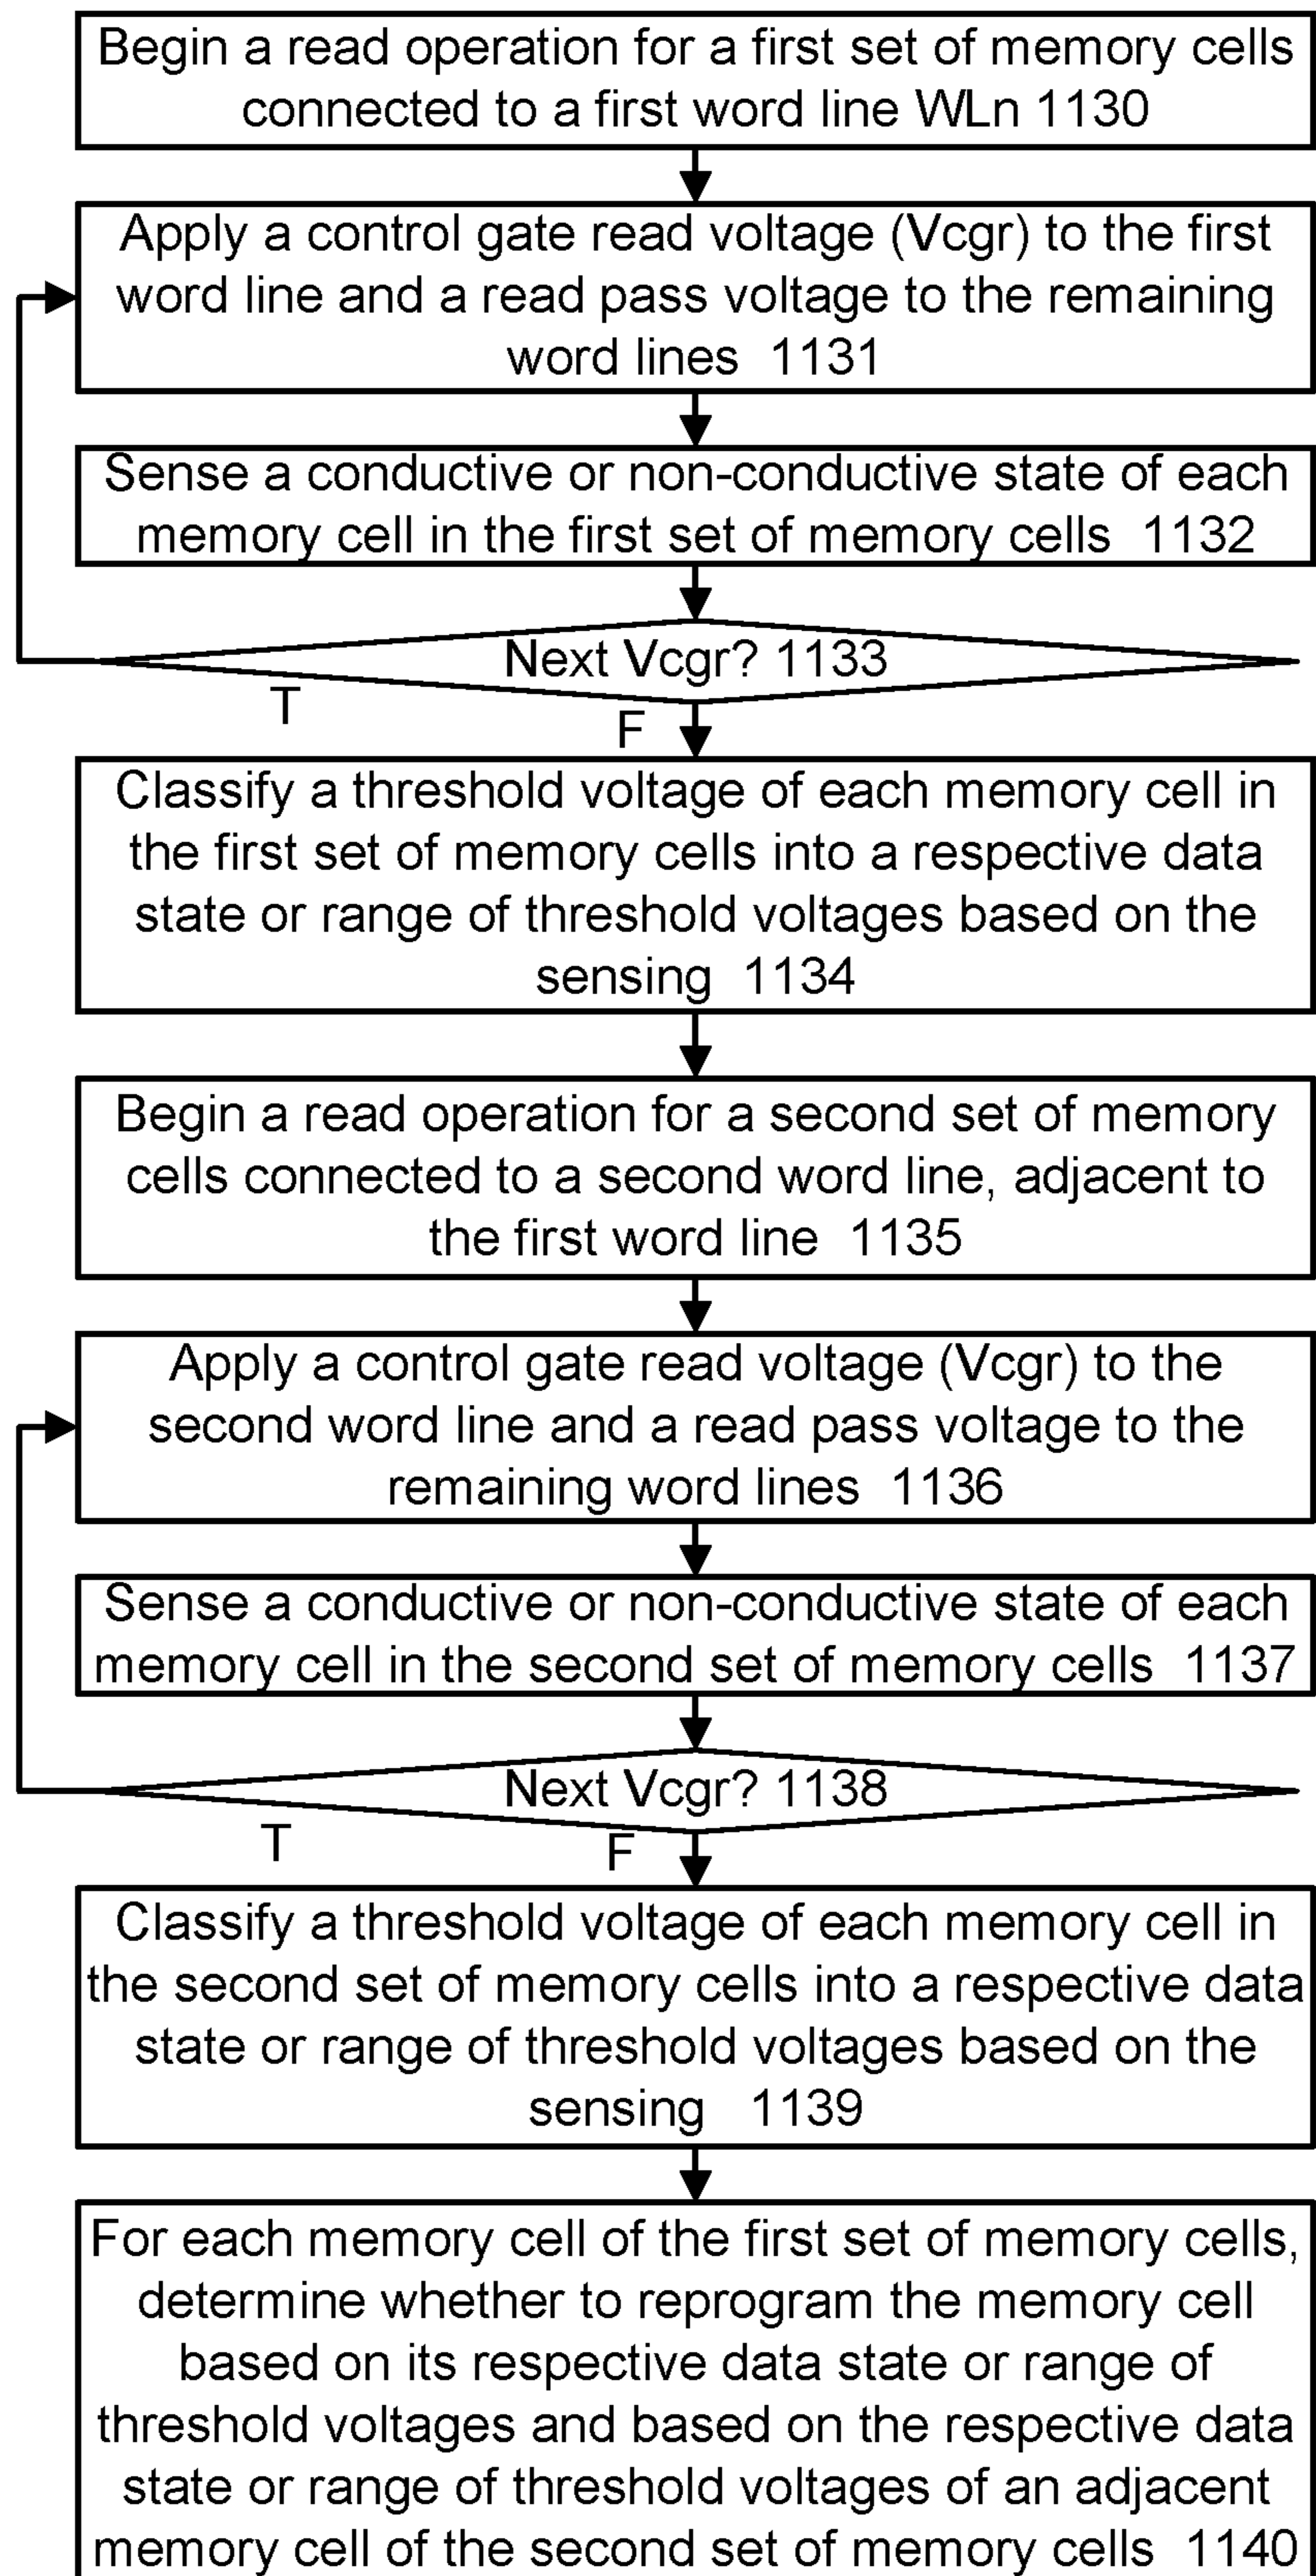 Begin a read operation for a first set of memory cells
connected to a first word line WLn 1130
Apply a control gate read voltage (Vcgr) to the first
word line and a read pass voltage to the remaining
word lines 1131
Sense a conductive or non-conductive state of each
memory cell in the first set of memory cells 1132
Next Vcgr? 1133
T
F
Classify a threshold voltage of each memory cell in
the first set of memory cells into a respective data
state or range of threshold voltages based on the
sensing 1134
Begin a read operation for a second set of memory
cells connected to a second word line, adjacent to
the first word line 1135
Apply a control gate read voltage (Vcgr) to the
second word line and a read pass voltage to the
remaining word lines 1136
Sense a conductive or non-conductive state of each
memory cell in the second set of memory cells 1137
Next Vcgr? 1138
T
F
Classify a threshold voltage of each memory cell in
the second set of memory cells into a respective data
state or range of threshold voltages based on the
sensing 1139
For each memory cell of the first set of memory cells,
determine whether to reprogram the memory cell
based on its respective data state or range of
threshold voltages and based on the respective data
state or range of threshold voltages of an adjacent
memory cell of the second set of memory cells 1140